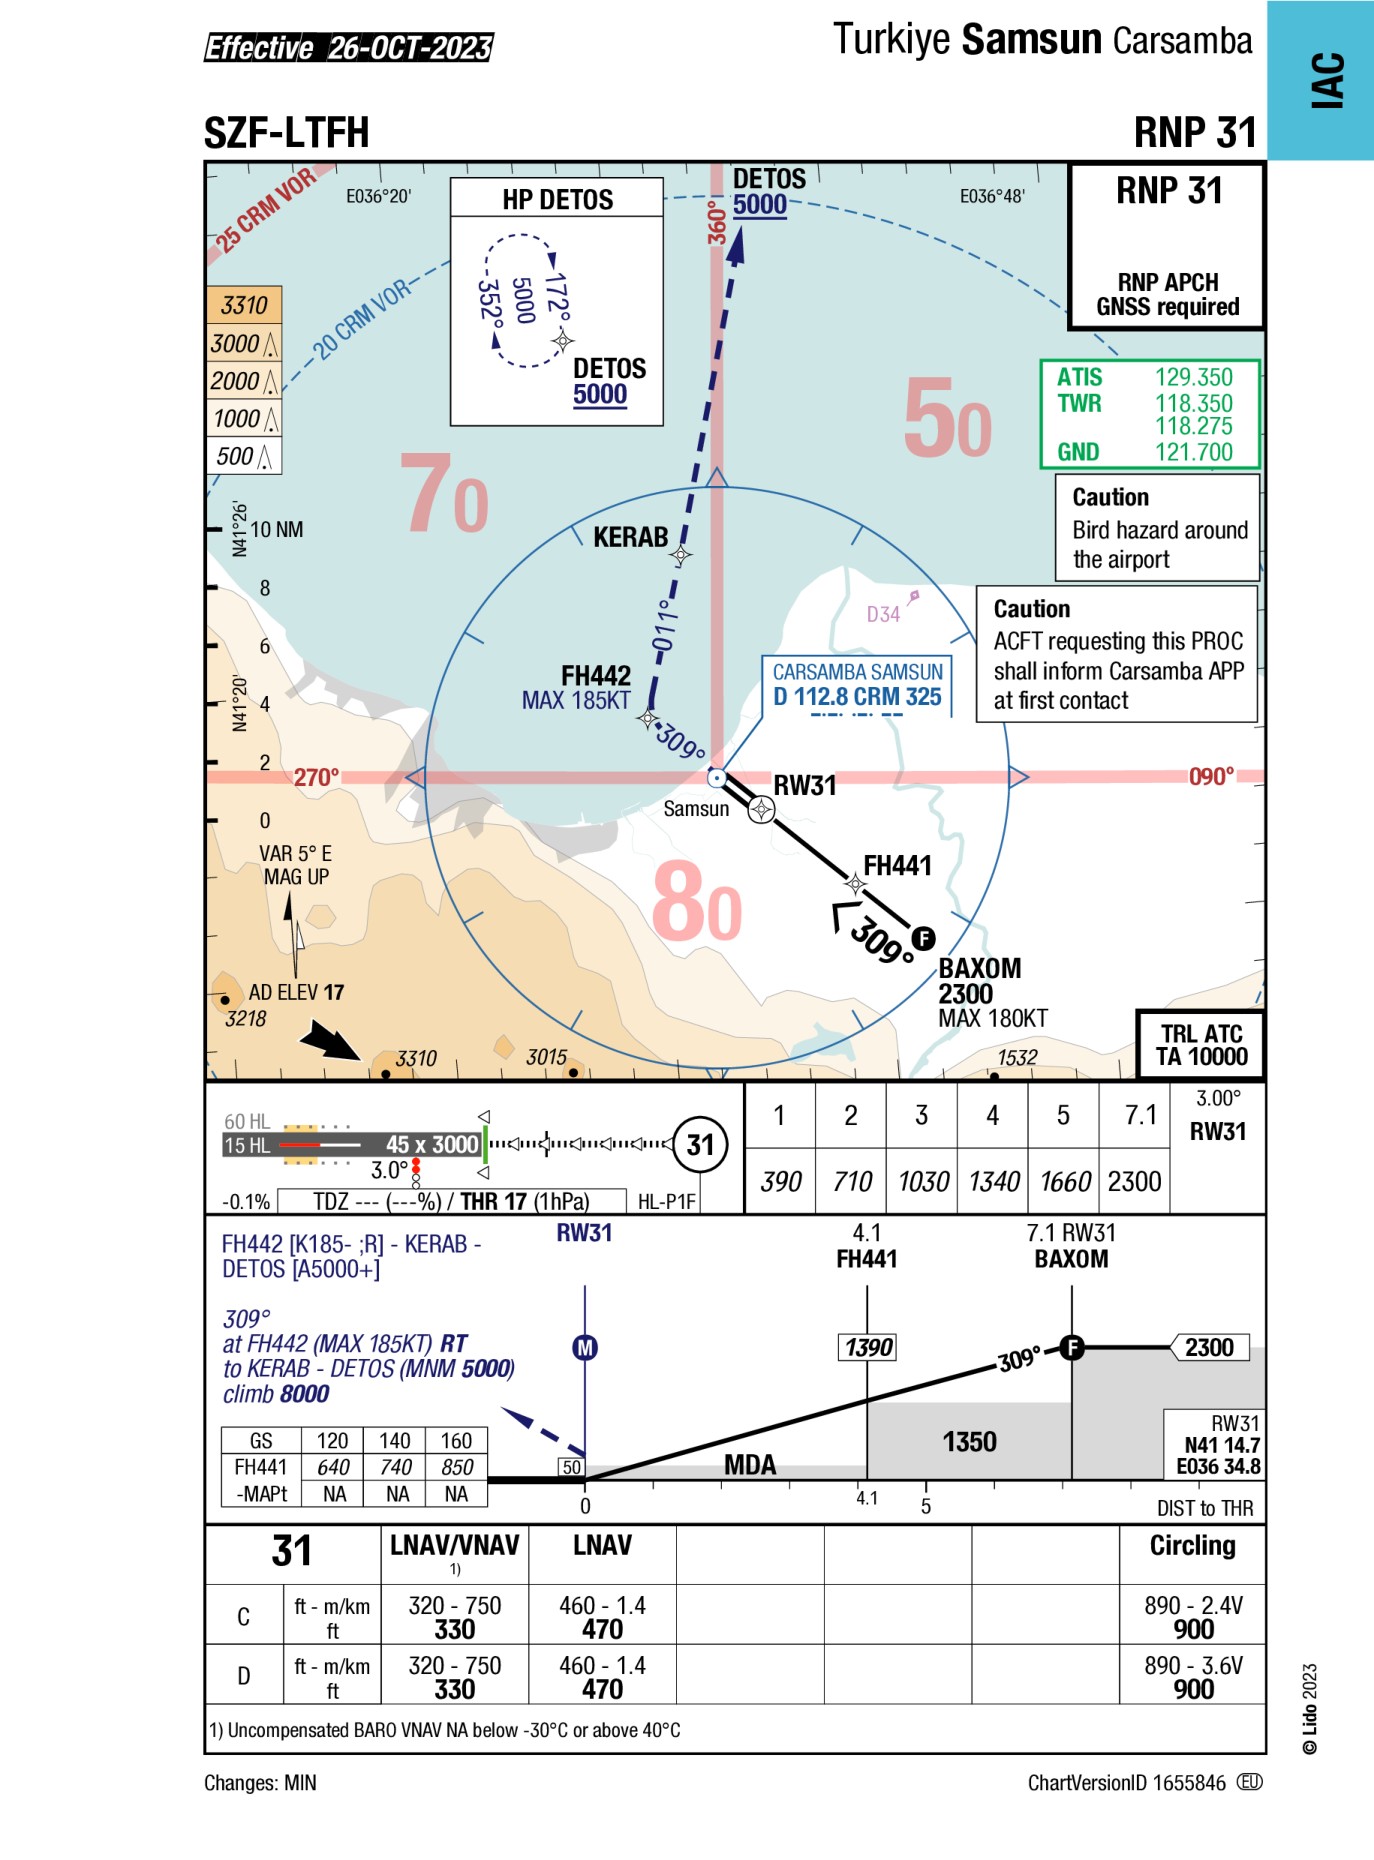 Effective 26-OCT-2023
Turkiye Samsun Carsamba
IAC
SZF-LTFH
RNP 31
25 CRM VOR
E036°20'
HP DETOS
172°
5000
352°
DETOS
5000
DETOS
5000
360°
E036°48'
RNP 31
RNP APCH
GNSS required
20 CRM VOR
3310
3000
2000
1000
500
ATIS 129.350
TWR 118.350
118.275
GND 121.700
50
70
Caution
Bird hazard around
the airport
N41°26'
10 NM
8
6
N41°20'
4
2
0
KERAB
011°
D34
Caution
ACFT requesting this PROC
shall inform Carsamba APP
at first contact
FH442
MAX 185KT
CARSAMBA SAMSUN
D 112.8 CRM 325
309°
270°
090°
RW31
Samsun
VAR 5° E
MAG UP
FH441
80
309°
F
BAXOM
2300
MAX 180KT
AD ELEV 17
3218
3310
3015
1532
TRL ATC
TA 10000
60 HL
15 HL
45 x 3000
3.0°
31
-0.1%
TDZ --- (---%) / THR 17 (1hPa)
HL-P1F
1 2 3 4 5 7.1 3.00°
RW31
390 710 1030 1340 1660 2300
FH442 [K185- ;R] - KERAB -
DETOS [A5000+]
309°
at FH442 (MAX 185KT) RT
to KERAB - DETOS (MNM 5000)
climb 8000
RW31
M
4.1
FH441
7.1 RW31
BAXOM
1390
309°
F
2300
1350
MDA
50
RW31
N41 14.7
E036 34.8
GS 120 140 160
FH441 640 740 850
-MAPt NA NA NA
0
4.1
5
DIST to THR
31 LNAV/VNAV LNAV Circling
1)
C ft - m/km 320 - 750 460 - 1.4 890 - 2.4V
ft 330 470 900
D ft - m/km 320 - 750 460 - 1.4 890 - 3.6V
ft 330 470 900
1) Uncompensated BARO VNAV NA below -30°C or above 40°C
© Lido 2023
Changes: MIN
ChartVersionID 1655846 EU